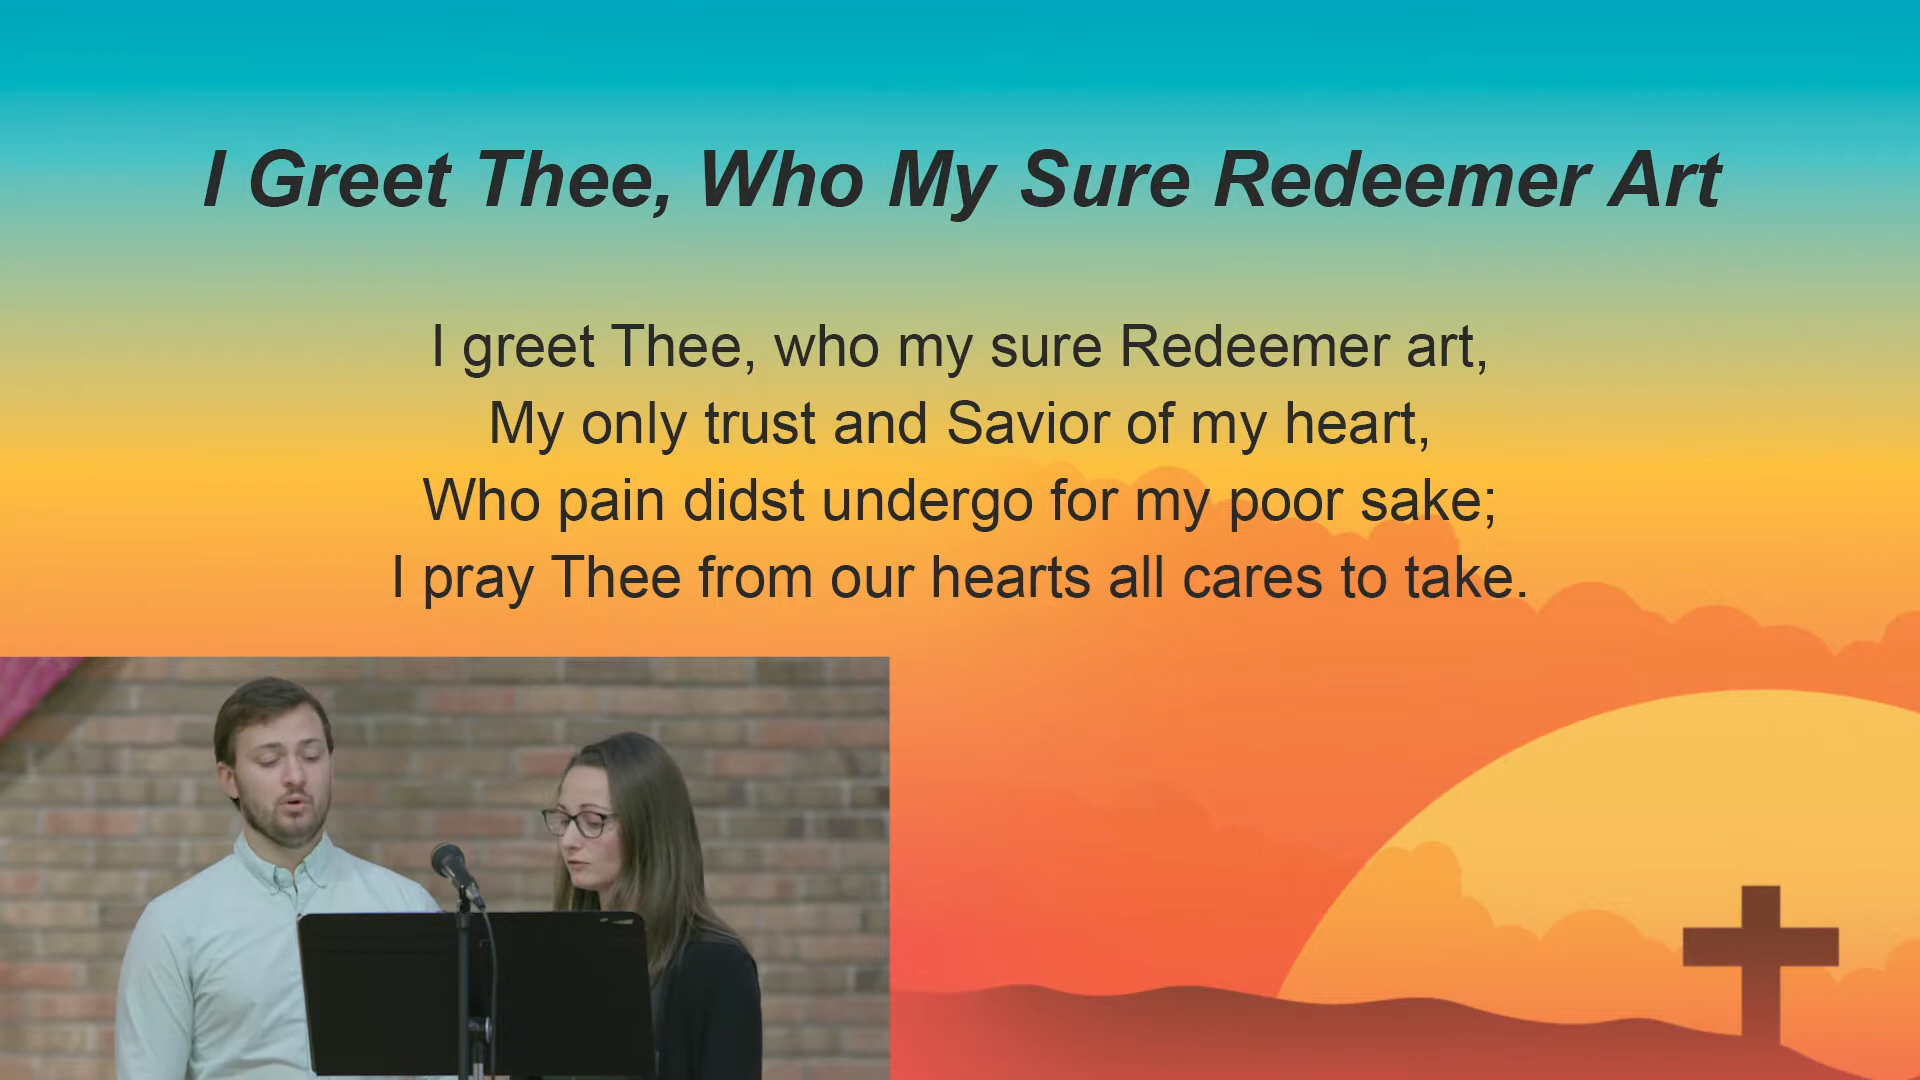 I Greet Thee, Who My Sure Redeemer Art
I greet Thee, who my sure Redeemer art,
My only trust and Savior of my heart,
Who pain didst undergo for my poor sake;
I pray Thee from our hearts all cares to take.